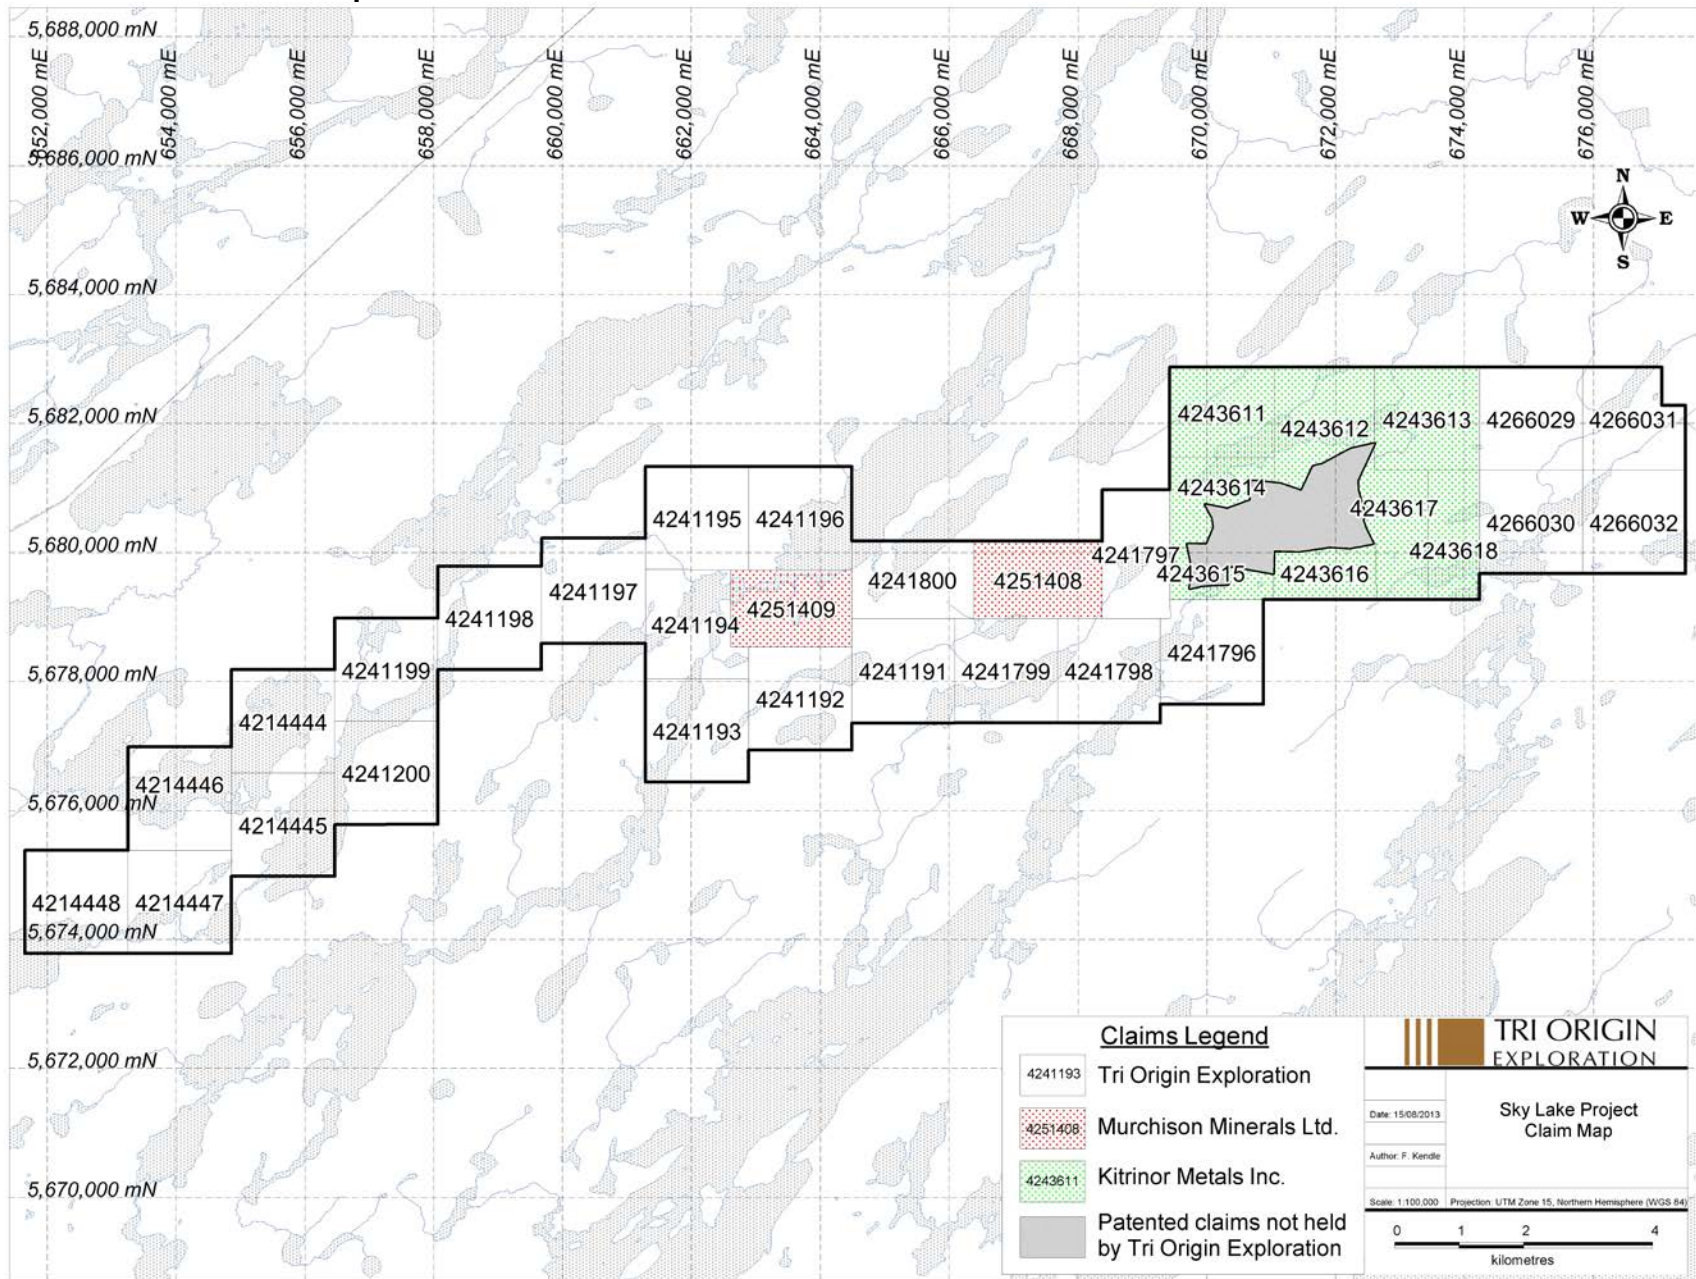 5,688,000 mN
652,000 mE
654,000 mE
656,000 mE
658,000 mE
660,000 mE
662,000 mE
664,000 mE
666,000 mE
668,000 mE
670,000 mE
672,000 mE
674,000 mE
676,000 mE
5,686,000 mN
N
W
E
S
5,684,000 mN
5,682,000 mN
4243611
4243612
4243613
4266029
4266031
4243614
4243617
4241195
4241196
4266030
4266032
5,680,000 mN
4241797
4243618
4243615
4243616
4241800
4251408
4241197
4251409
4241198
4241194
4241199
4241191
4241799
4241798
4241796
5,678,000 mN
4241192
4214444
4241193
4241200
4214446
5,676,000 mN
4214445
4214448
4214447
5,674,000 mN
5,672,000 mN
5,670,000 mN
Claims Legend
4241193 Tri Origin Exploration
4251408 Murchison Minerals Ltd.
4243611 Kitrinor Metals Inc.
Patented claims not held
by Tri Origin Exploration
TRI ORIGIN
EXPLORATION
Date: 15/08/2013
Sky Lake Project
Claim Map
Author: F. Kendle
Scale: 1:100,000
Projection: UTM Zone 15, Northern Hemisphere (WGS 84)
0 1 2 4
kilometres